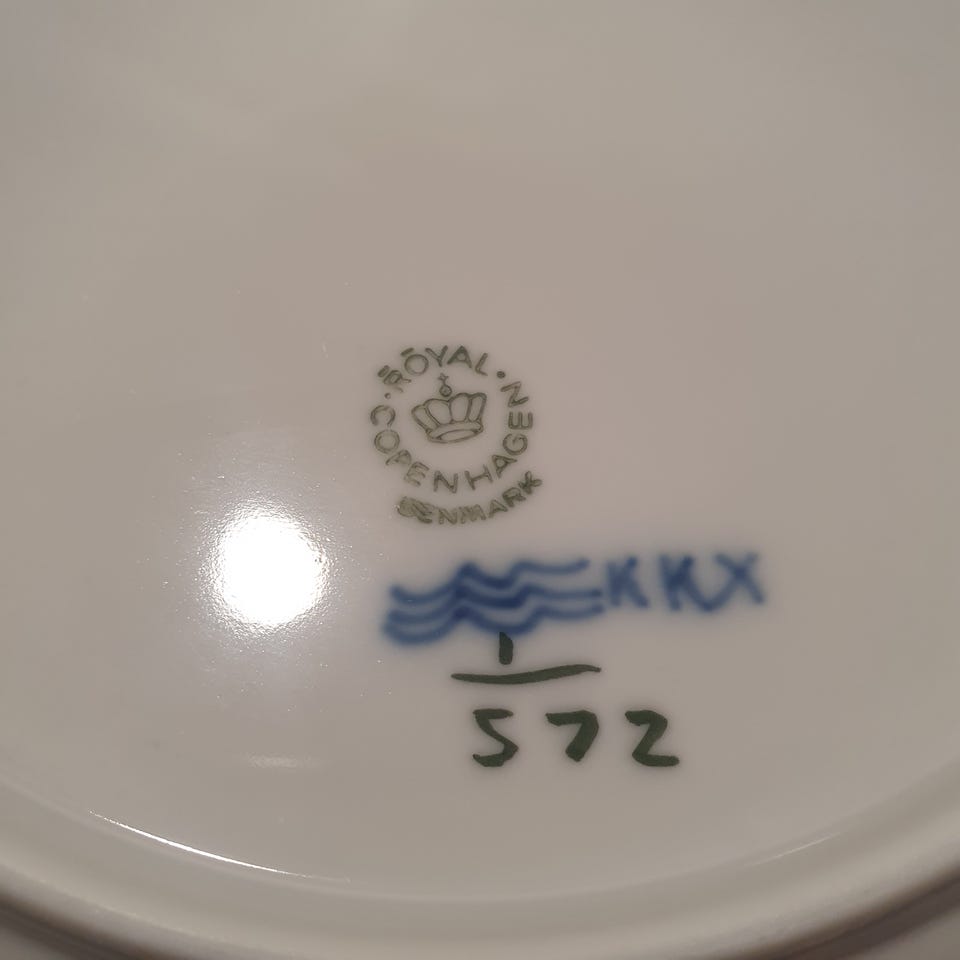 ROYAL
COPENHAGEN
DENMARK
KKX
1
572